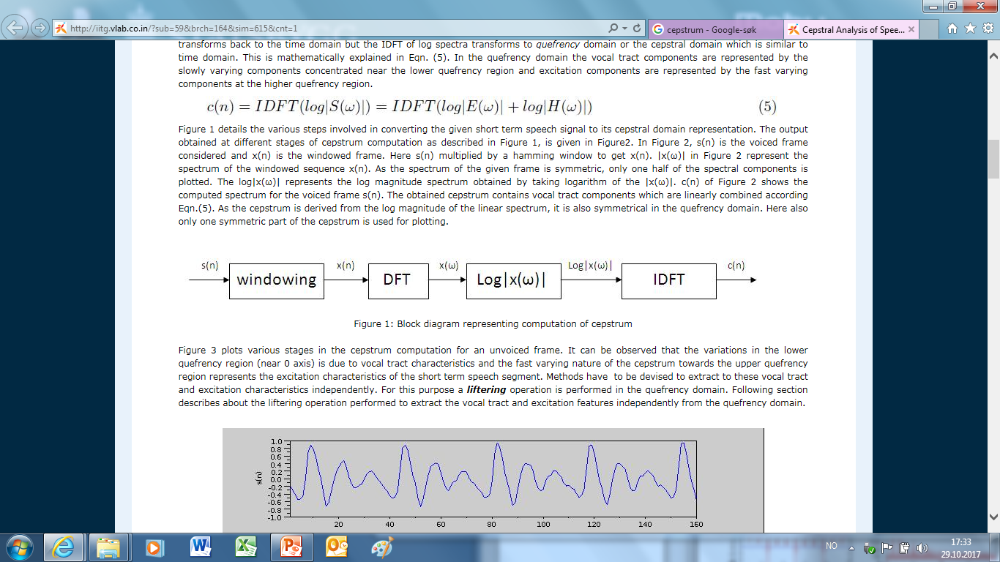 http://iitg.vlab.co.in/?sub=59&brch=164&sim=615&cnt=1
cepstrum - Google-søk
Cepstral Analysis of Spee...
transforms back to the time domain but the IDFT of log spectra transforms to quefrency domain or the cepstral domain which is similar to
time domain. This is mathematically explained in Eqn. (5). In the quefrency domain the vocal tract components are represented by the
slowly varying components concentrated near the lower quefrency region and excitation components are represented by the fast varying
components at the higher quefrency region.
c(n) = IDFT(log|S(ω)|) = IDFT(log|E(ω)| + log|H(ω)|) (5)
Figure 1 details the various steps involved in converting the given short term speech signal to its cepstral domain representation. The output
obtained at different stages of cepstrum computation as described in Figure 1, is given in Figure2. In Figure 2, s(n) is the voiced frame
considered and x(n) is the windowed frame. Here s(n) multiplied by a hamming window to get x(n). |x(ω)| in Figure 2 represent the
spectrum of the windowed sequence x(n). As the spectrum of the given frame is symmetric, only one half of the spectral components is
plotted. The log|x(ω)| represents the log magnitude spectrum obtained by taking logarithm of the |x(ω)|. c(n) of Figure 2 shows the
computed spectrum for the voiced frame s(n). The obtained cepstrum contains vocal tract components which are linearly combined according
Eqn.(5). As the cepstrum is derived from the log magnitude of the linear spectrum, it is also symmetrical in the quefrency domain. Here also
only one symmetric part of the cepstrum is used for plotting.
s(n) x(n) x(ω) Log|x(ω)| c(n)
windowing DFT Log|x(ω)| IDFT
Figure 1: Block diagram representing computation of cepstrum
Figure 3 plots various stages in the cepstrum computation for an unvoiced frame. It can be observed that the variations in the lower
quefrency region (near 0 axis) is due to vocal tract characteristics and the fast varying nature of the cepstrum towards the upper quefrency
region represents the excitation characteristics of the short term speech segment. Methods have to be devised to extract to these vocal tract
and excitation characteristics independently. For this purpose a liftering operation is performed in the quefrency domain. Following section
describes about the liftering operation performed to extract the vocal tract and excitation features independently from the quefrency domain.
1.0
0.8
0.6
0.4
0.2
0.0
-0.2
-0.4
-0.6
-0.8
-1.0
s(n)
20 40 60 80 100 120 140 160
NO
17:33
29.10.2017